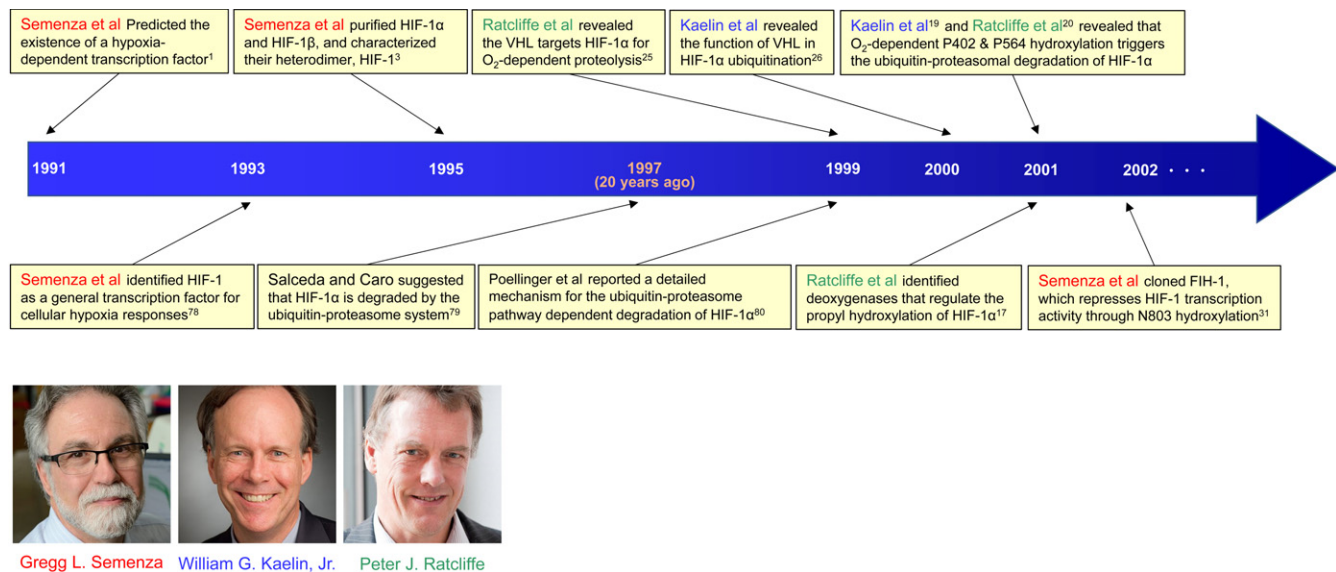 Semenza et al Predicted the
existence of a hypoxia-
dependent transcription factor¹
Semenza et al purified HIF-1α
and HIF-1β, and characterized
their heterodimer, HIF-1³
Ratcliffe et al revealed
the VHL targets HIF-1α for
O₂-dependent proteolysis²⁵
Kaelin et al revealed
the function of VHL in
HIF-1α ubiquitination²⁶
Kaelin et al¹⁹ and Ratcliffe et al²⁰ revealed that
O₂-dependent P402 & P564 hydroxylation triggers
the ubiquitin-proteasomal degradation of HIF-1α
1991
1993
1995
1997
(20 years ago)
1999
2000
2001
2002 · · ·
Semenza et al identified HIF-1
as a general transcription factor for
cellular hypoxia responses⁷⁸
Salceda and Caro suggested
that HIF-1α is degraded by the
ubiquitin-proteasome system⁷⁹
Poellinger et al reported a detailed
mechanism for the ubiquitin-proteasome
pathway dependent degradation of HIF-1α⁸⁰
Ratcliffe et al identified
deoxygenases that regulate the
propyl hydroxylation of HIF-1α¹⁷
Semenza et al cloned FIH-1,
which represses HIF-1 transcription
activity through N803 hydroxylation³¹
Gregg L. Semenza
William G. Kaelin, Jr.
Peter J. Ratcliffe